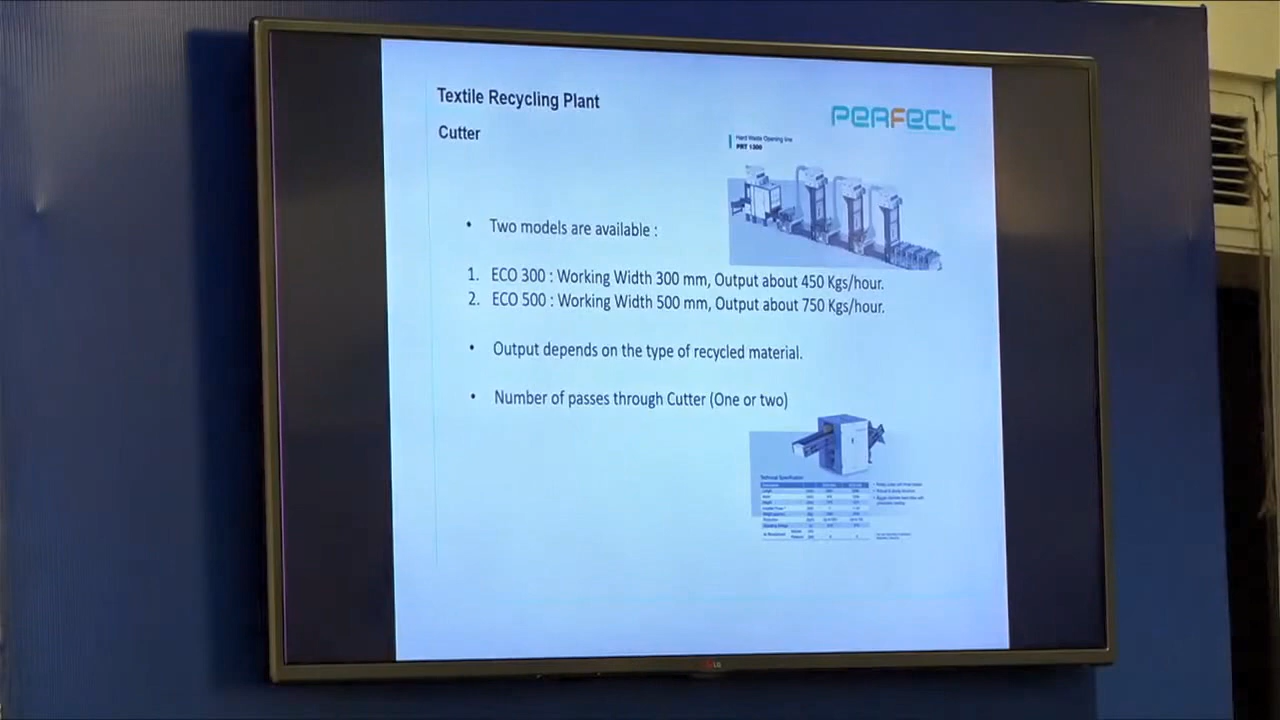 Textile Recycling Plant
PERFECT
Cutter
Hard Waste Opening line
PRT 1300
• Two models are available :
1. ECO 300 : Working Width 300 mm, Output about 450 Kgs/hour.
2. ECO 500 : Working Width 500 mm, Output about 750 Kgs/hour.
• Output depends on the type of recycled material.
• Number of passes through Cutter (One or two)
Technical Specification
LG